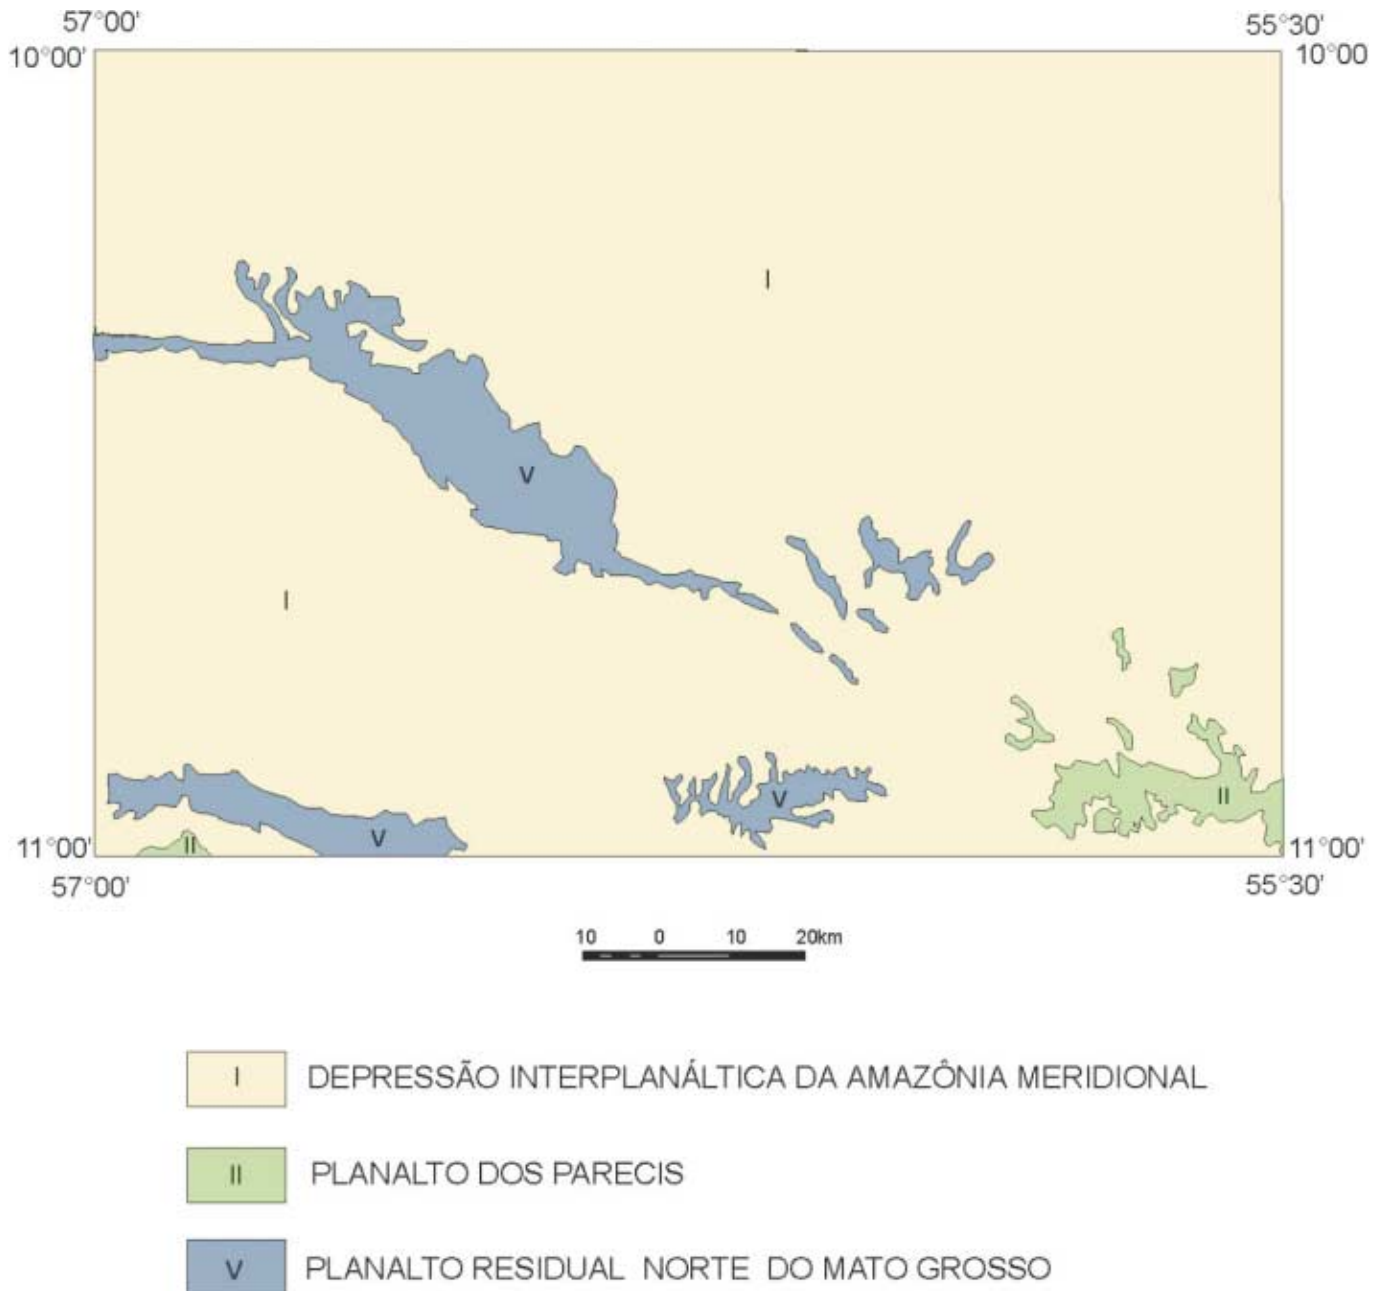 57°00' 55°30'
10°00' 10°00
I
V
I
II
V
V
II
11°00' 11°00'
57°00' 55°30'
10 0 10 20km
I DEPRESSÃO INTERPLANÁLTICA DA AMAZÔNIA MERIDIONAL
II PLANALTO DOS PARECIS
V PLANALTO RESIDUAL NORTE DO MATO GROSSO